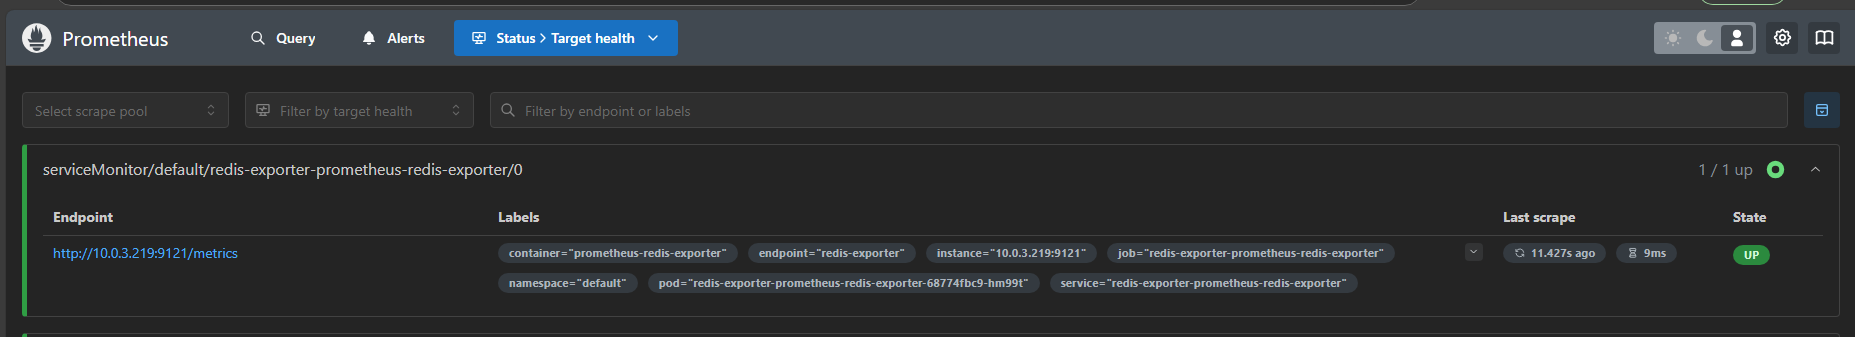 Prometheus Query Alerts Status > Target health
Select scrape pool Filter by target health Filter by endpoint or labels
serviceMonitor/default/redis-exporter-prometheus-redis-exporter/0 1 / 1 up
Endpoint Labels Last scrape State
http://10.0.3.219:9121/metrics container="prometheus-redis-exporter" endpoint="redis-exporter" instance="10.0.3.219:9121" job="redis-exporter-prometheus-redis-exporter" 11.427s ago 9ms UP
namespace="default" pod="redis-exporter-prometheus-redis-exporter-68774fbc9-hm99t" service="redis-exporter-prometheus-redis-exporter"